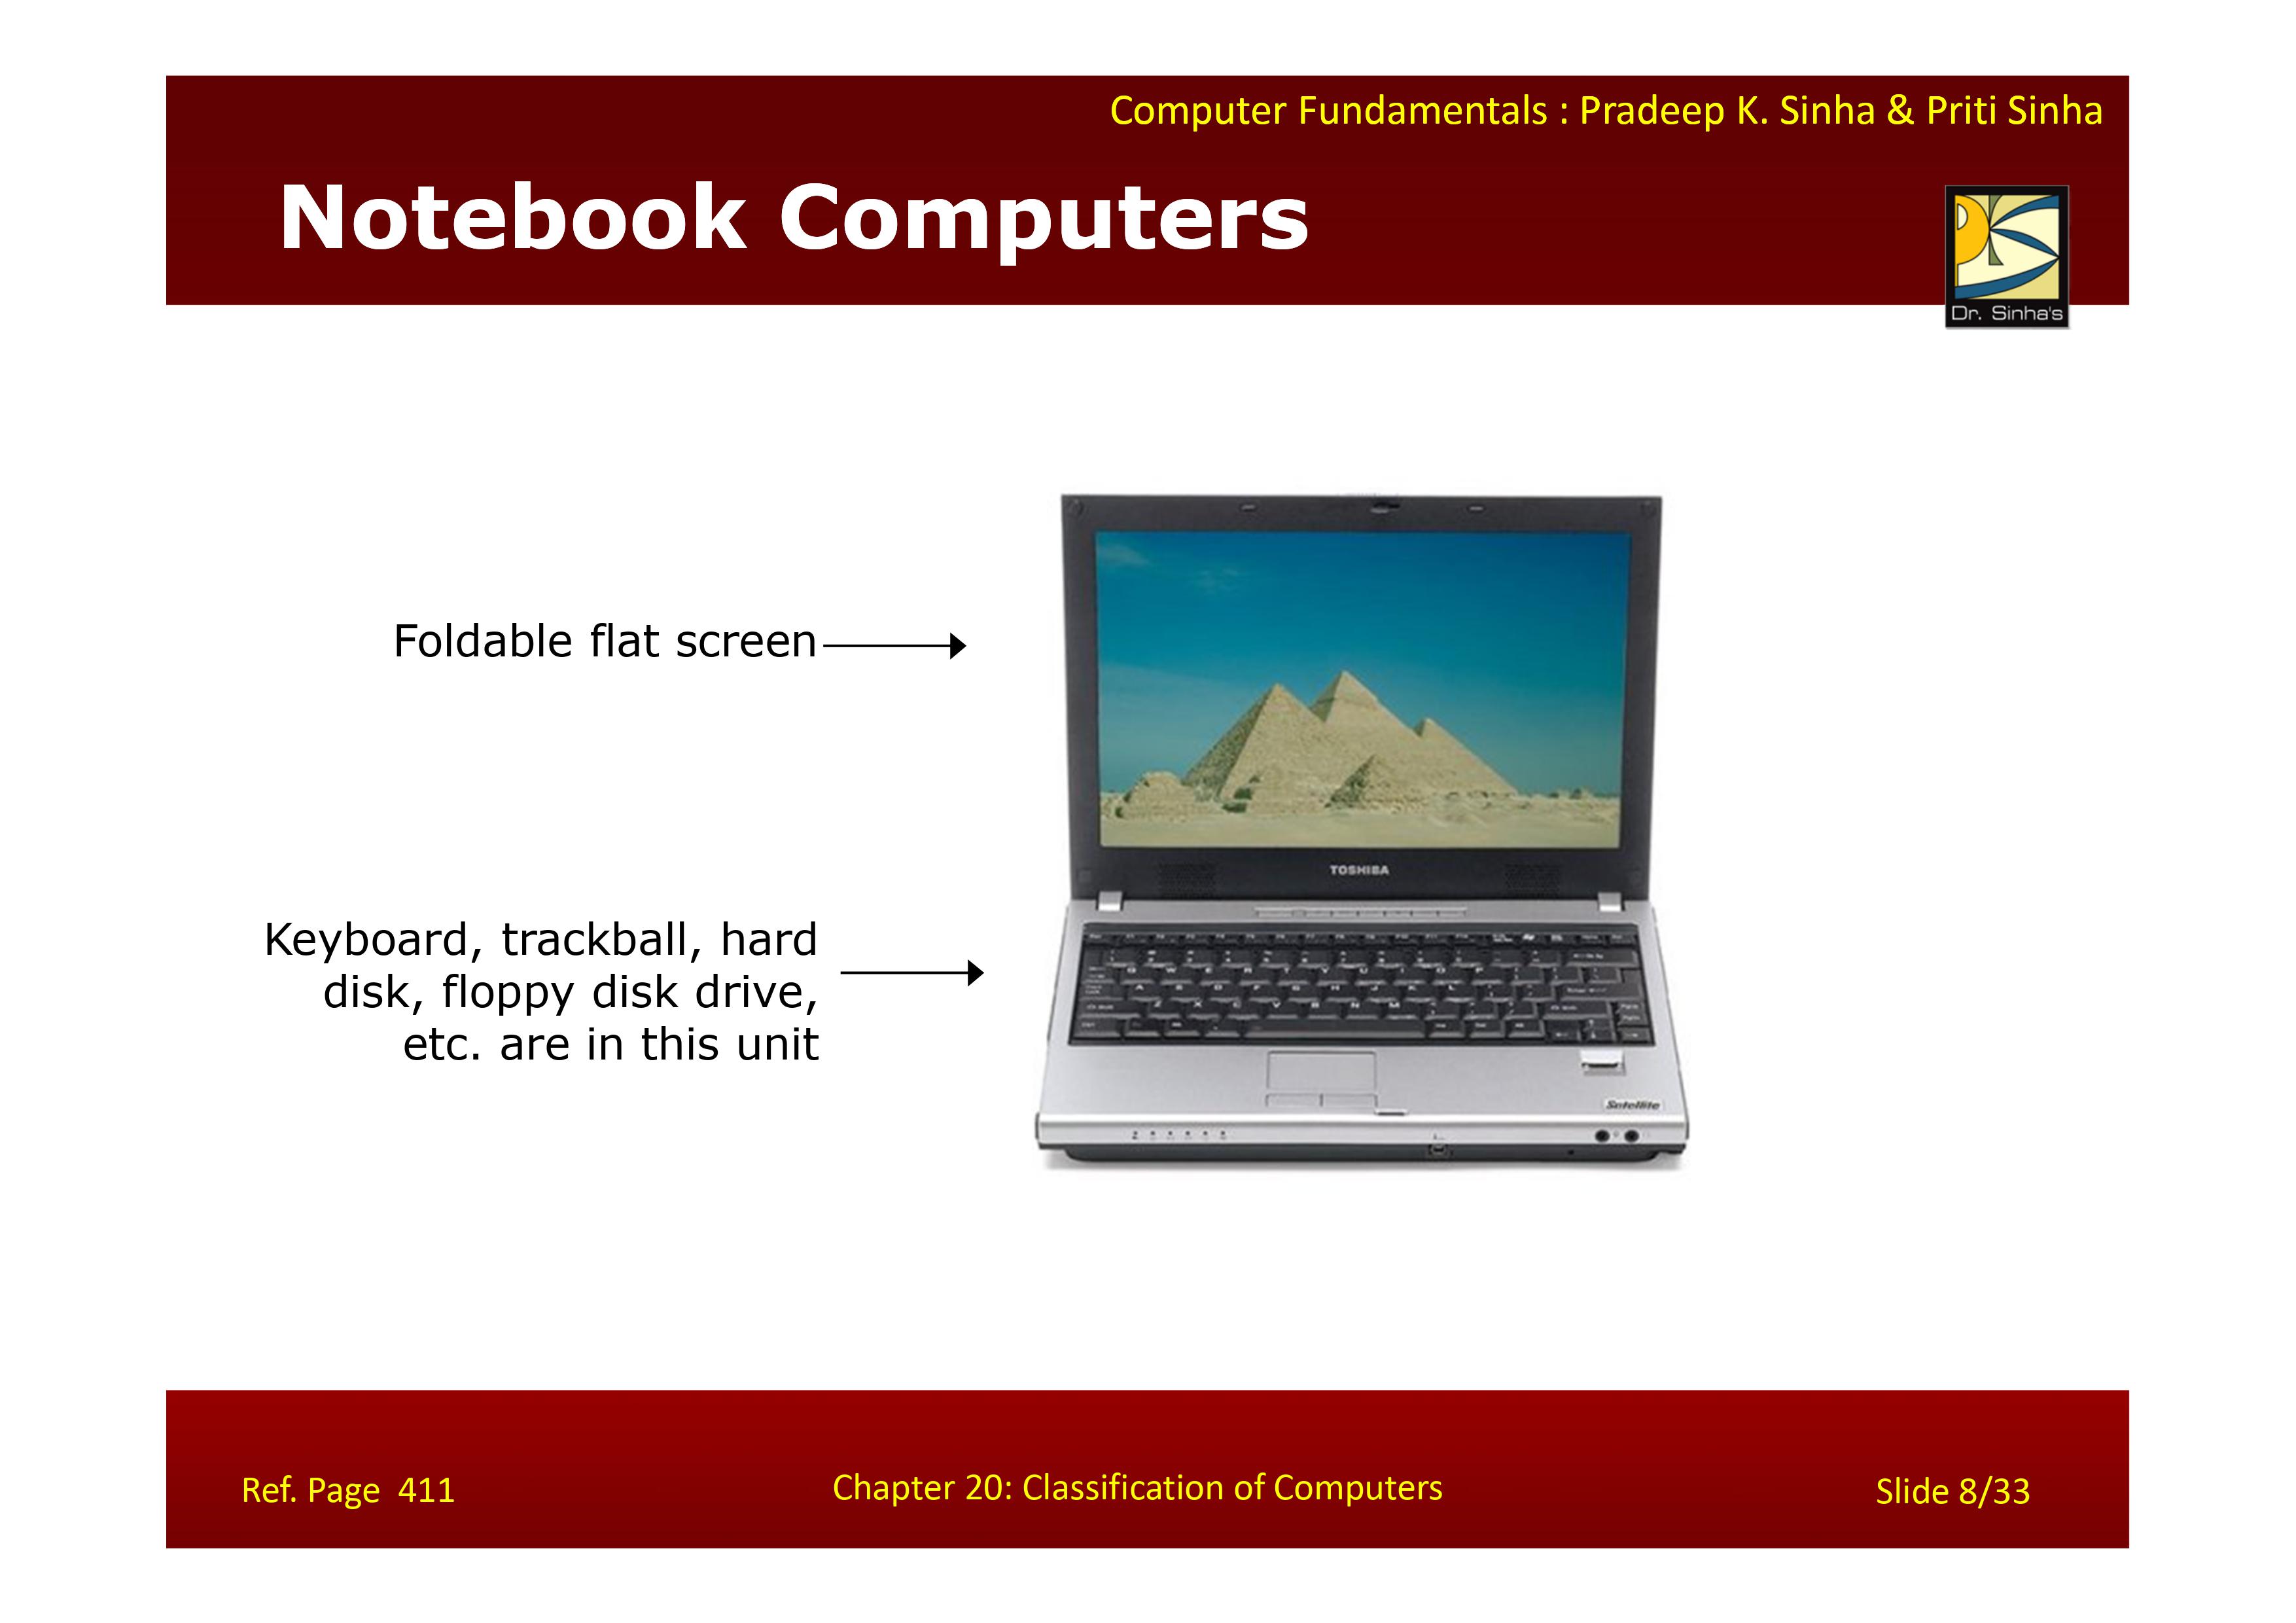 Computer Fundamentals : Pradeep K. Sinha & Priti Sinha
Notebook Computers
Dr. Sinha's
Foldable flat screen
Keyboard, trackball, hard
disk, floppy disk drive,
etc. are in this unit
TOSHIBA
Satellite
Ref. Page 411
Chapter 20: Classification of Computers
Slide 8/33